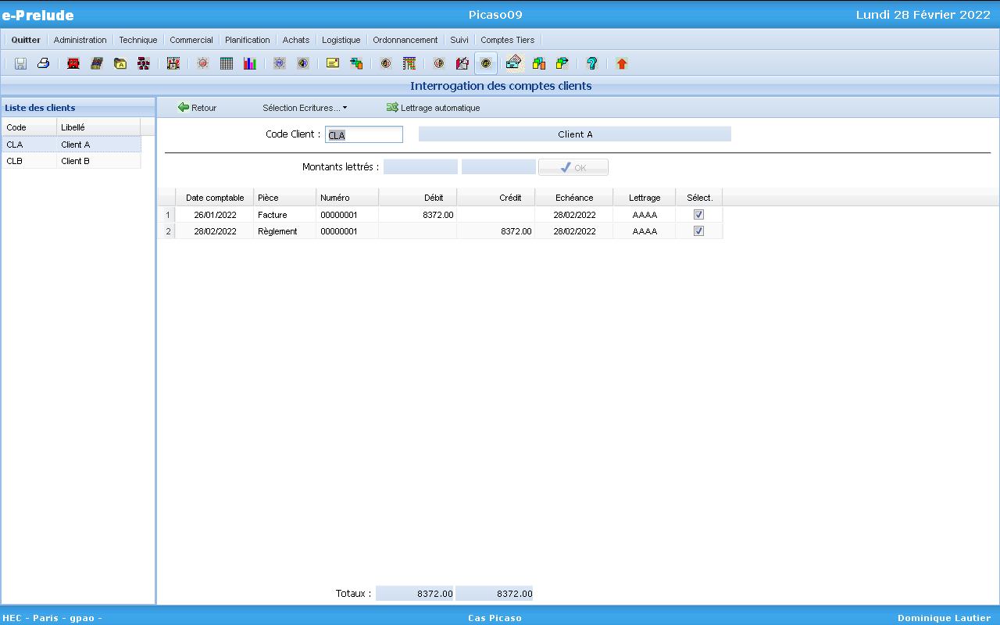 e-Prelude Picaso09 Lundi 28 Février 2022
Quitter Administration Technique Commercial Planification Achats Logistique Ordonnancement Suivi Comptes Tiers
Interrogation des comptes clients
Liste des clients
Code Libellé
CLA Client A
CLB Client B
Retour Sélection Ecritures... Lettrage automatique
Code Client : CLA Client A
Montants lettrés : OK
Date comptable Pièce Numéro Débit Crédit Echéance Lettrage Sélect.
1 26/01/2022 Facture 00000001 8372.00 28/02/2022 AAAA
2 28/02/2022 Règlement 00000001 8372.00 28/02/2022 AAAA
Totaux : 8372.00 8372.00
HEC - Paris - gpao - Cas Picaso Dominique Lautier